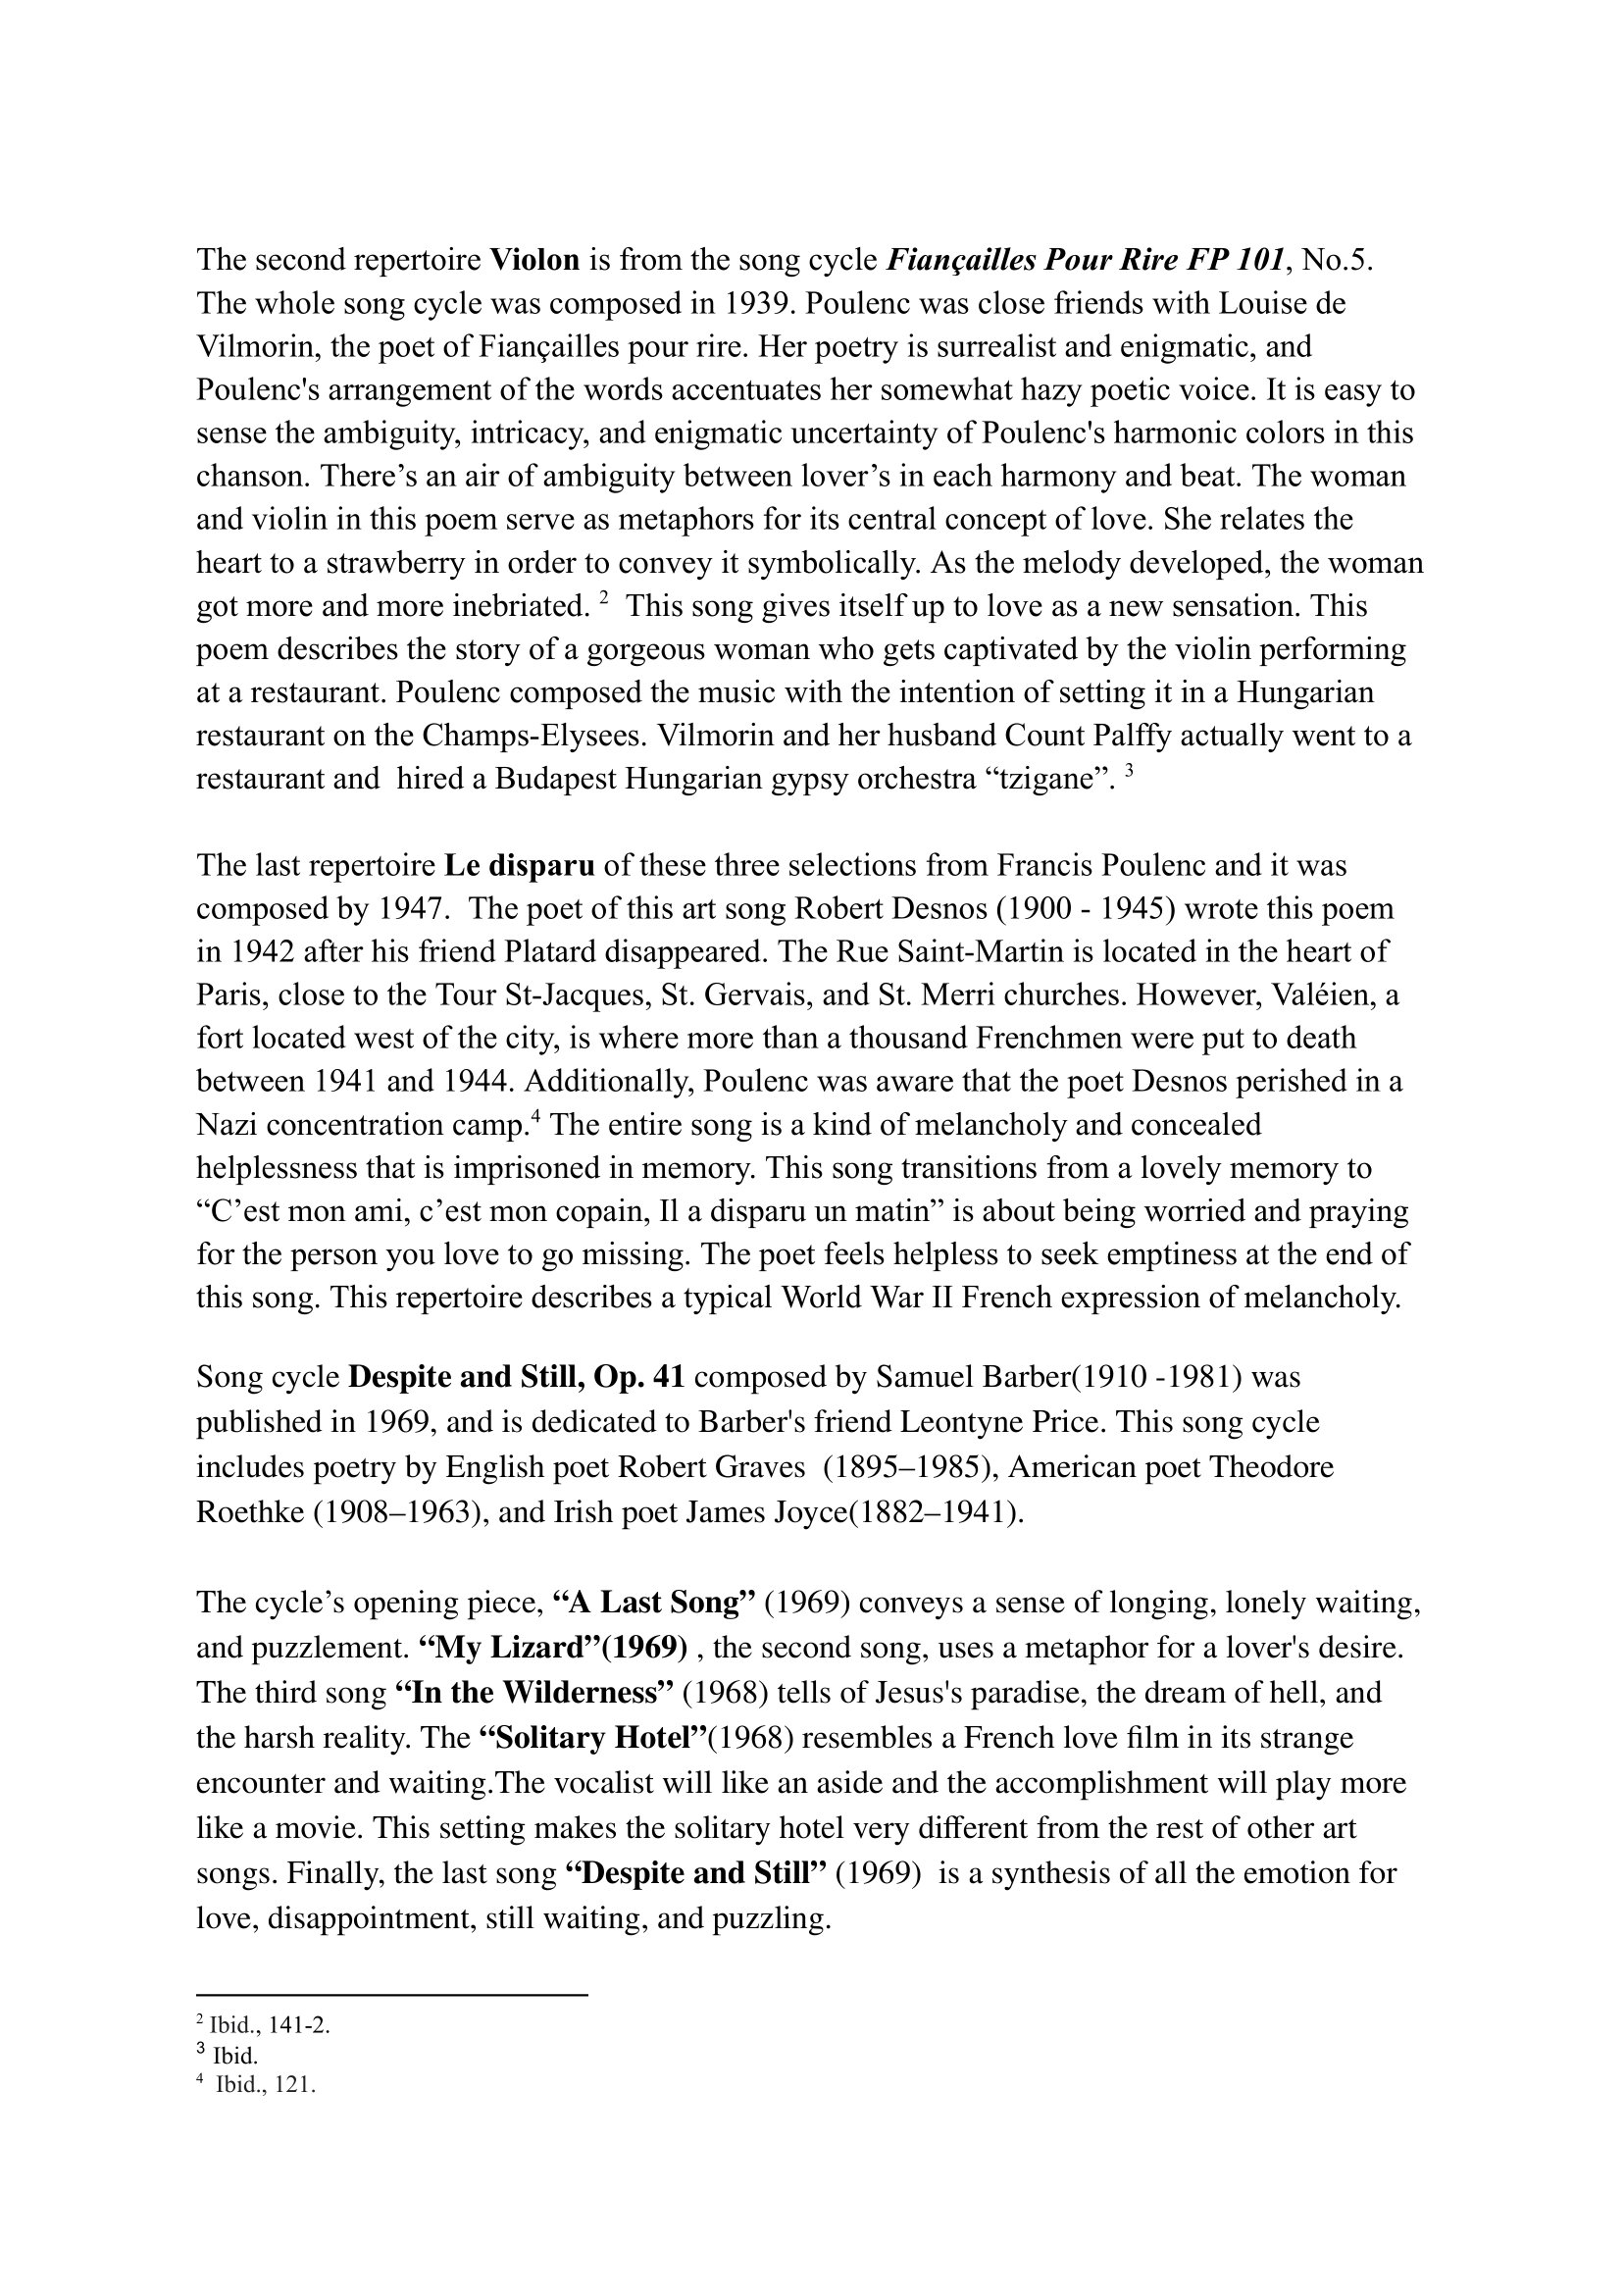 The second repertoire Violon is from the song cycle Fiançailles Pour Rire FP 101, No.5.
The whole song cycle was composed in 1939. Poulenc was close friends with Louise de
Vilmorin, the poet of Fiançailles pour rire. Her poetry is surrealist and enigmatic, and
Poulenc's arrangement of the words accentuates her somewhat hazy poetic voice. It is easy to
sense the ambiguity, intricacy, and enigmatic uncertainty of Poulenc's harmonic colors in this
chanson. There’s an air of ambiguity between lover’s in each harmony and beat. The woman
and violin in this poem serve as metaphors for its central concept of love. She relates the
heart to a strawberry in order to convey it symbolically. As the melody developed, the woman
got more and more inebriated. 2  This song gives itself up to love as a new sensation. This
poem describes the story of a gorgeous woman who gets captivated by the violin performing
at a restaurant. Poulenc composed the music with the intention of setting it in a Hungarian
restaurant on the Champs-Elysees. Vilmorin and her husband Count Palffy actually went to a
restaurant and  hired a Budapest Hungarian gypsy orchestra “tzigane”. 3
The last repertoire Le disparu of these three selections from Francis Poulenc and it was
composed by 1947.  The poet of this art song Robert Desnos (1900 - 1945) wrote this poem
in 1942 after his friend Platard disappeared. The Rue Saint-Martin is located in the heart of
Paris, close to the Tour St-Jacques, St. Gervais, and St. Merri churches. However, Valéien, a
fort located west of the city, is where more than a thousand Frenchmen were put to death
between 1941 and 1944. Additionally, Poulenc was aware that the poet Desnos perished in a
Nazi concentration camp.4 The entire song is a kind of melancholy and concealed
helplessness that is imprisoned in memory. This song transitions from a lovely memory to
“C’est mon ami, c’est mon copain, Il a disparu un matin” is about being worried and praying
for the person you love to go missing. The poet feels helpless to seek emptiness at the end of
this song. This repertoire describes a typical World War II French expression of melancholy.
Song cycle Despite and Still, Op. 41 composed by Samuel Barber(1910 -1981) was
published in 1969, and is dedicated to Barber's friend Leontyne Price. This song cycle
includes poetry by English poet Robert Graves  (1895–1985), American poet Theodore
Roethke (1908–1963), and Irish poet James Joyce(1882–1941).
The cycle’s opening piece, “A Last Song” (1969) conveys a sense of longing, lonely waiting,
and puzzlement. “My Lizard”(1969) , the second song, uses a metaphor for a lover's desire.
The third song “In the Wilderness” (1968) tells of Jesus's paradise, the dream of hell, and
the harsh reality. The “Solitary Hotel”(1968) resembles a French love film in its strange
encounter and waiting.The vocalist will like an aside and the accomplishment will play more
like a movie. This setting makes the solitary hotel very different from the rest of other art
songs. Finally, the last song “Despite and Still” (1969)  is a synthesis of all the emotion for
love, disappointment, still waiting, and puzzling.
2 Ibid., 141-2.
3 Ibid.
4  Ibid., 121.